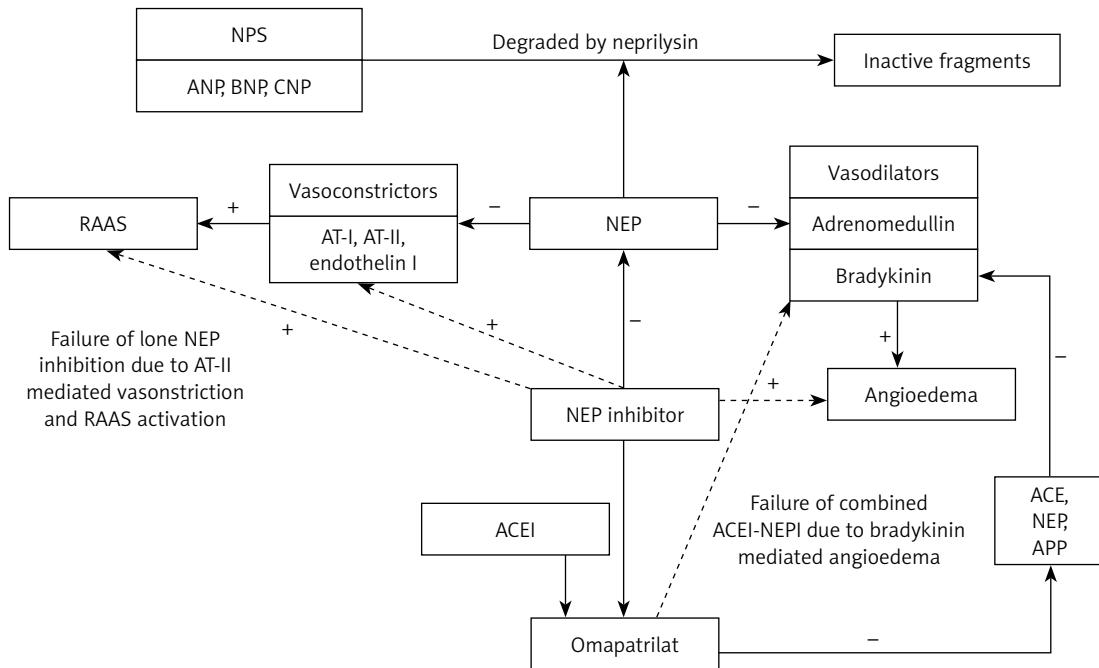 NPS
ANP, BNP, CNP
Degraded by neprilysin
Inactive fragments
RAAS
+
Vasoconstrictors
AT-I, AT-II,
endothelin I
–
NEP
–
Vasodilators
Adrenomedullin
Bradykinin
+
+
–
+
–
Failure of lone NEP
inhibition due to AT-II
mediated vasonstriction
and RAAS activation
NEP inhibitor
+
Angioedema
ACEI
Failure of combined
ACEI-NEPI due to bradykinin
mediated angioedema
ACE,
NEP,
APP
Omapatrilat
–